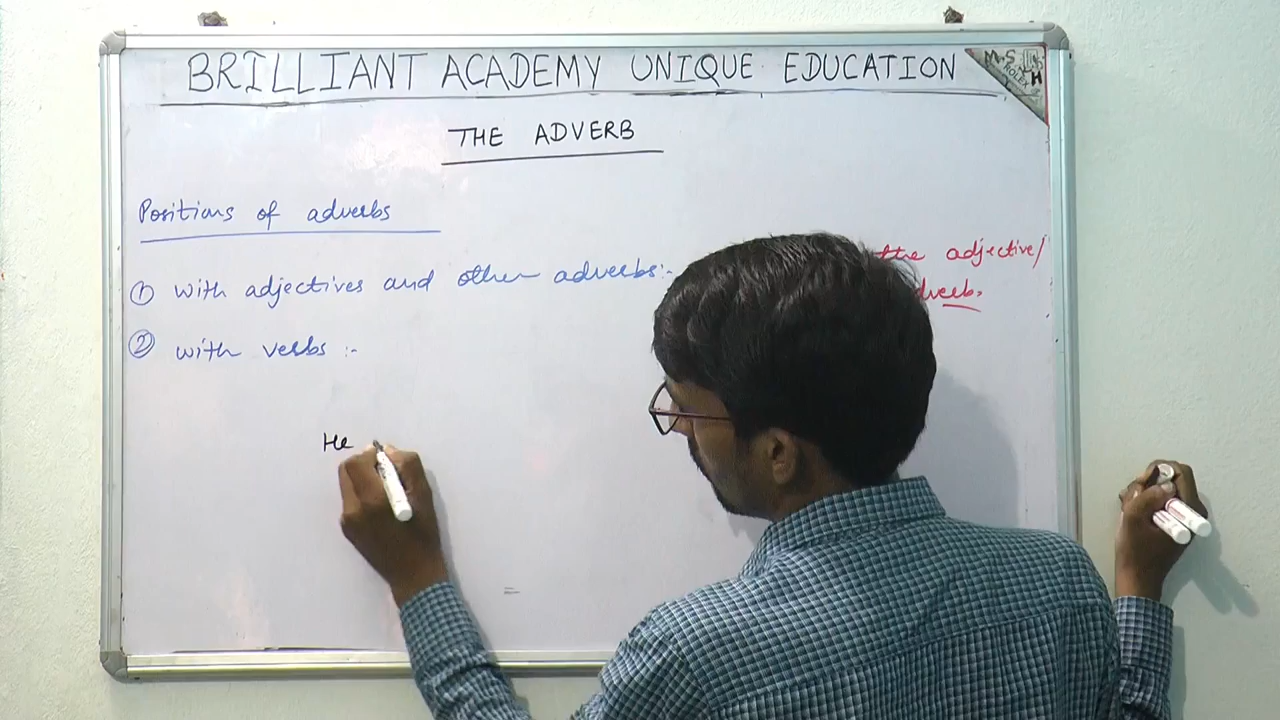 BRILLIANT ACADEMY UNIQUE EDUCATION
M.S
THE ADVERB
Positions of adverbs
① with adjectives and other adverbs:- the adjective/
② with verbs :-
He